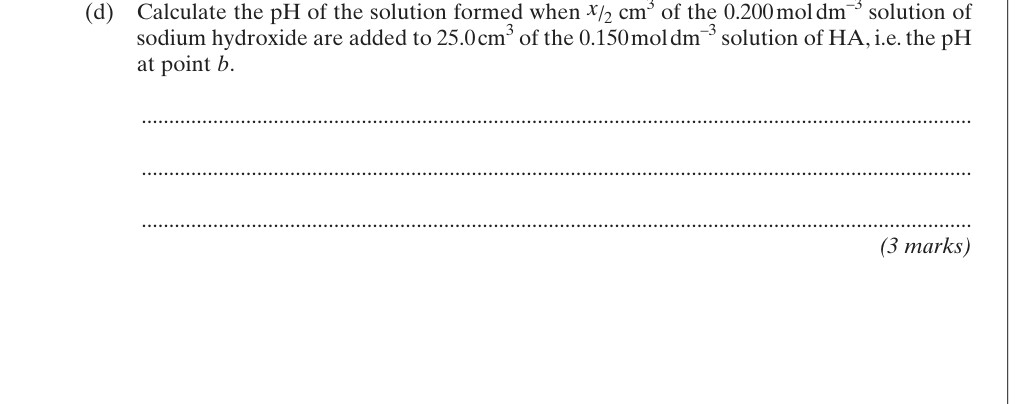 (d) Calculate the pH of the solution formed when x/2 cm³ of the 0.200 mol dm⁻³ solution of
sodium hydroxide are added to 25.0 cm³ of the 0.150 mol dm⁻³ solution of HA, i.e. the pH
at point b.
(3 marks)